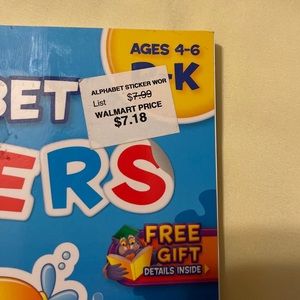 AGES 4-6
-K
ALPHABET STICKER WOR
List $7.99
WALMART PRICE
$7.18
BET
ERS
FREE
GIFT
DETAILS INSIDE